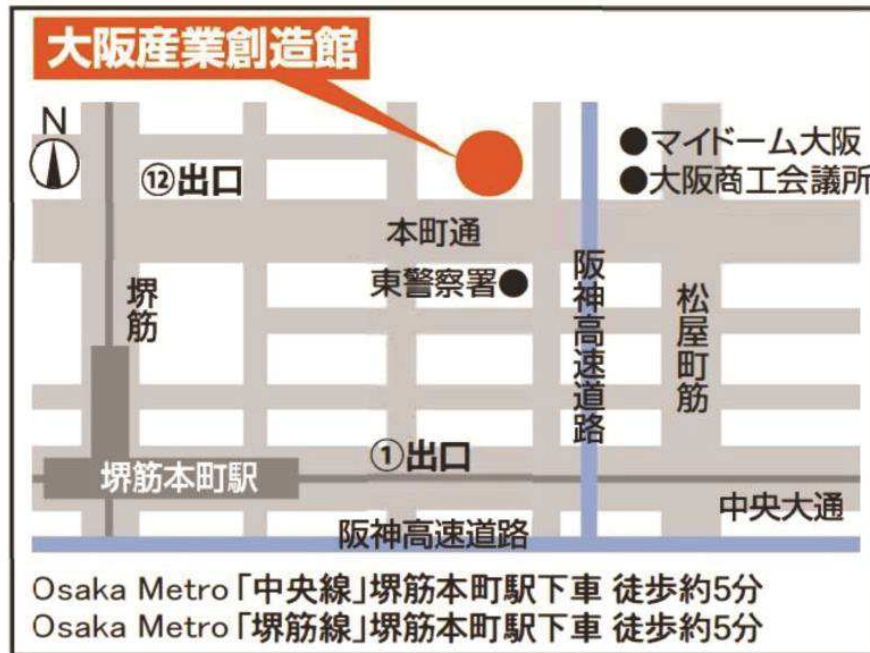 大阪産業創造館
N
⑫出口
●マイドーム大阪
●大阪商工会議所
本町通
東警察署●
堺筋
阪神高速道路
松屋町筋
①出口
堺筋本町駅
中央大通
阪神高速道路
Osaka Metro「中央線」堺筋本町駅下車 徒歩約5分
Osaka Metro「堺筋線」堺筋本町駅下車 徒歩約5分